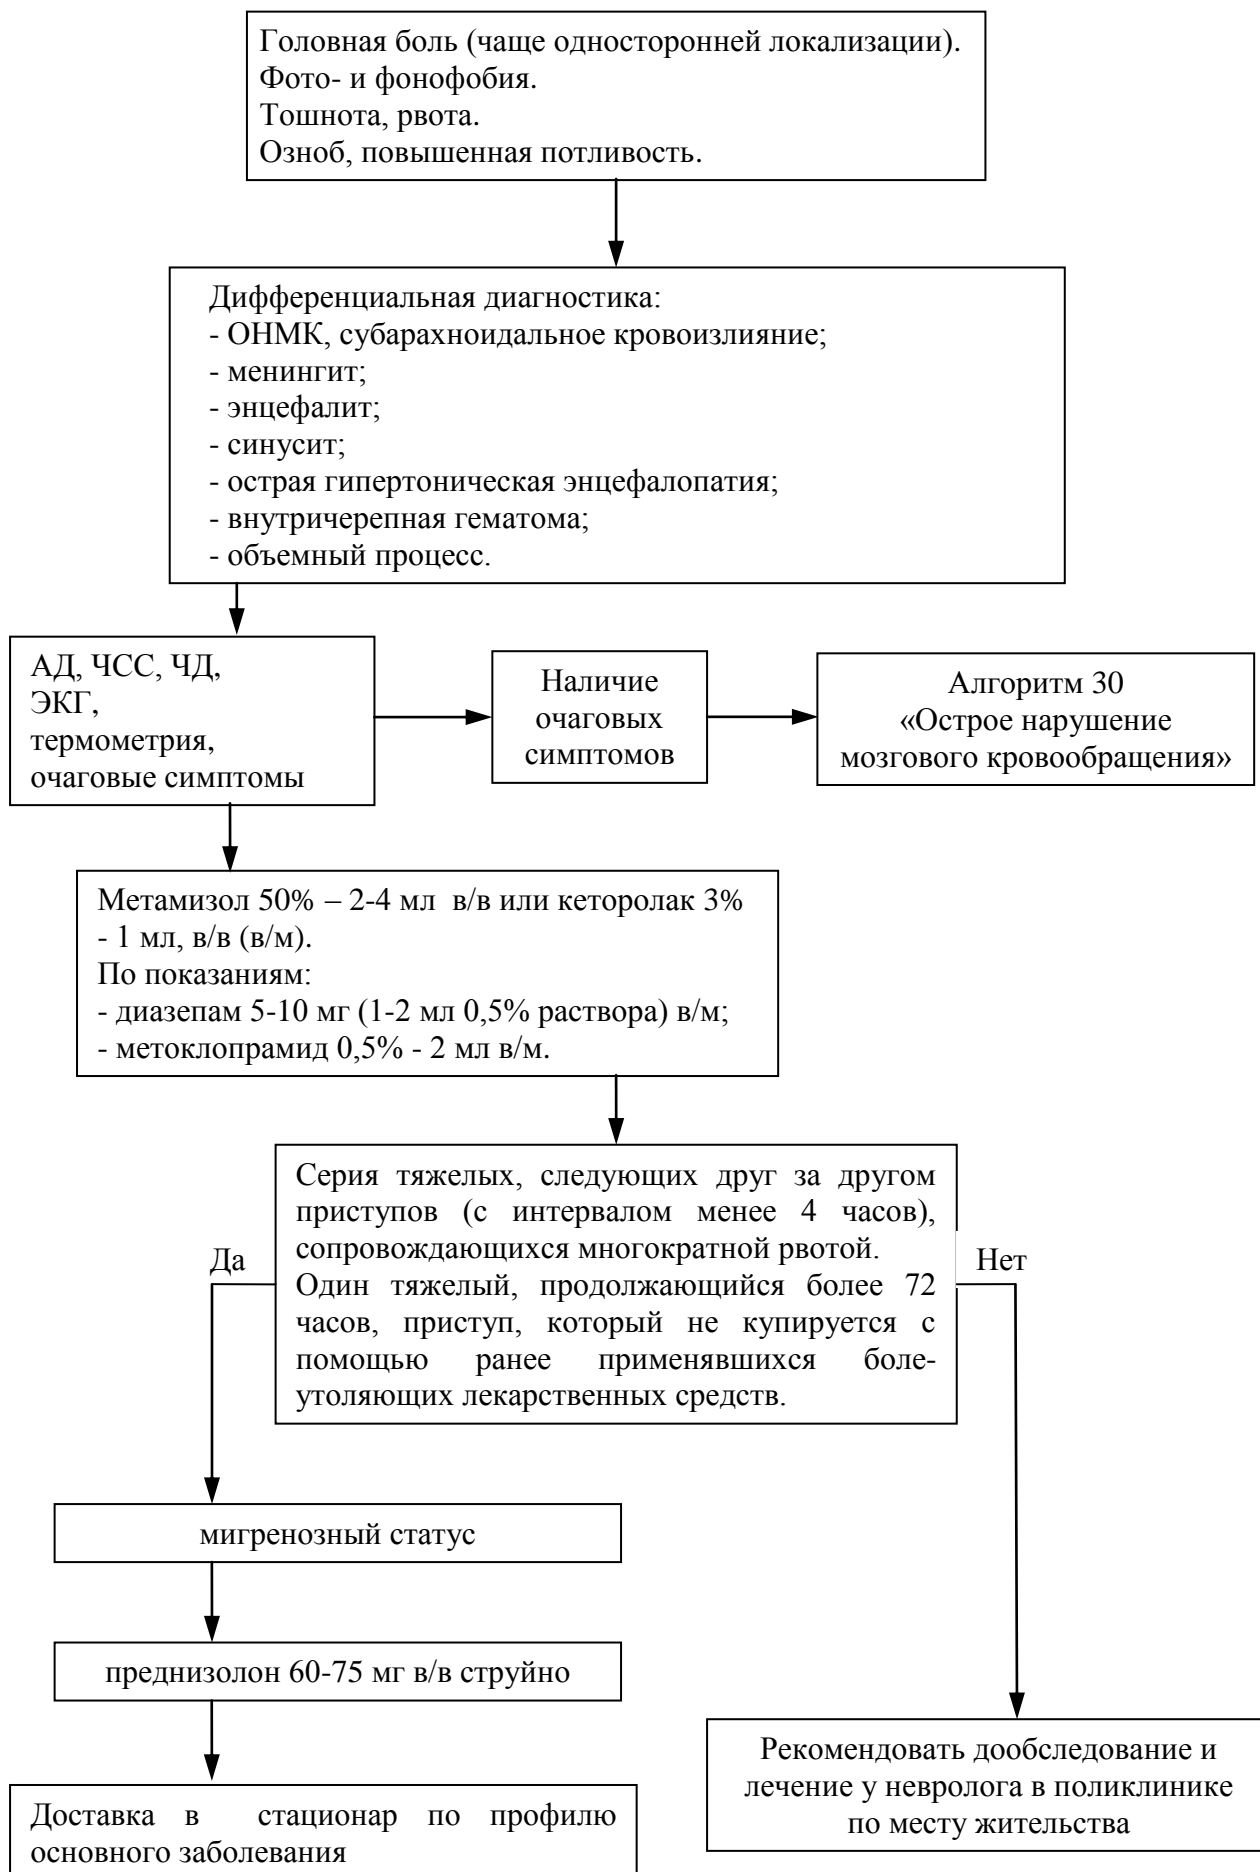 Головная боль (чаще односторонней локализации).
Фото- и фонофобия.
Тошнота, рвота.
Озноб, повышенная потливость.
Дифференциальная диагностика:
- ОНМК, субарахноидальное кровоизлияние;
- менингит;
- энцефалит;
- синусит;
- острая гипертоническая энцефалопатия;
- внутричерепная гематома;
- объемный процесс.
АД, ЧСС, ЧД,
ЭКГ,
термометрия,
очаговые симптомы
Наличие
очаговых
симптомов
Алгоритм 30
«Острое нарушение
мозгового кровообращения»
Метамизол 50% – 2-4 мл в/в или кеторолак 3%
- 1 мл, в/в (в/м).
По показаниям:
- диазепам 5-10 мг (1-2 мл 0,5% раствора) в/м;
- метоклопрамид 0,5% - 2 мл в/м.
Серия тяжелых, следующих друг за другом
приступов (с интервалом менее 4 часов),
сопровождающихся многократной рвотой.
Один тяжелый, продолжающийся более 72
часов, приступ, который не купируется с
помощью ранее применявшихся боле-
утоляющих лекарственных средств.
Да
Нет
мигренозный статус
преднизолон 60-75 мг в/в струйно
Доставка в стационар по профилю
основного заболевания
Рекомендовать дообследование и
лечение у невролога в поликлинике
по месту жительства